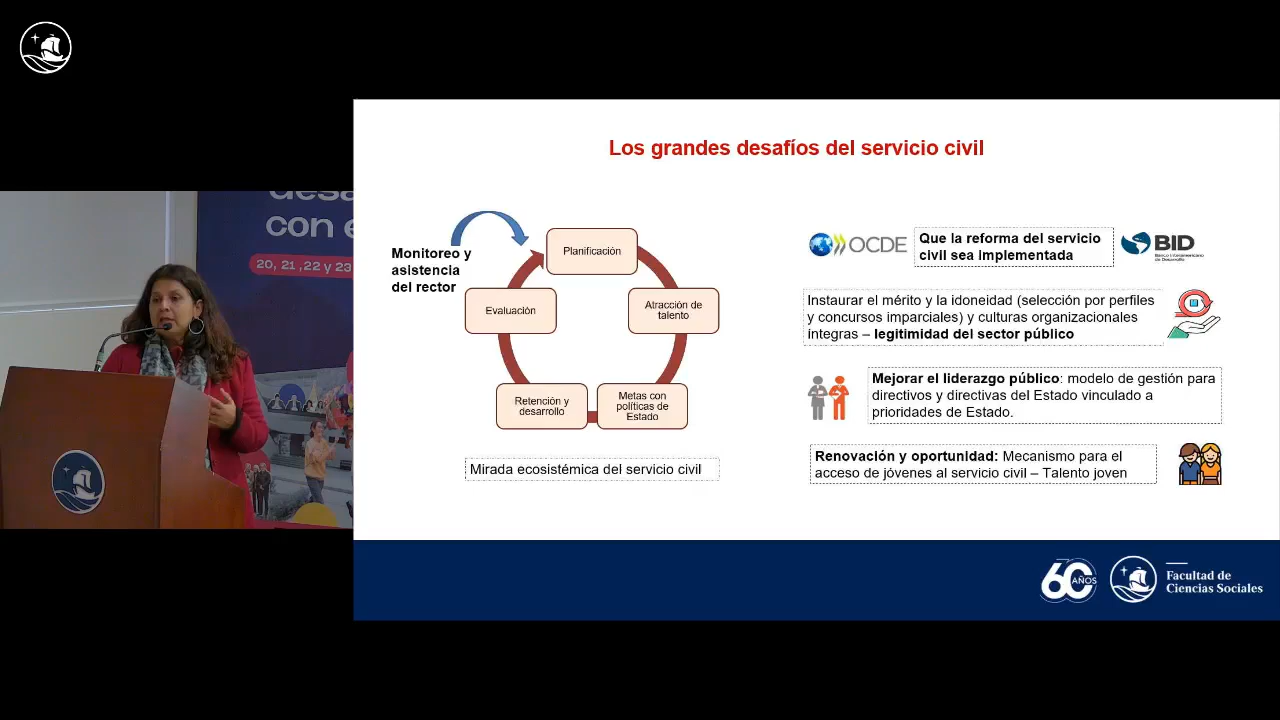 con e
20, 21 ,22 y 23
Los grandes desafíos del servicio civil
Monitoreo y
asistencia
del rector
Planificación
Atracción de
talento
Metas con
políticas de
Estado
Retención y
desarrollo
Evaluación
Mirada ecosistémica del servicio civil
OCDE
Que la reforma del servicio
civil sea implementada
BID
Banco Interamericano
de Desarrollo
Instaurar el mérito y la idoneidad (selección por perfiles
y concursos imparciales) y culturas organizacionales
integras – legitimidad del sector público
Mejorar el liderazgo público: modelo de gestión para
directivos y directivas del Estado vinculado a
prioridades de Estado.
Renovación y oportunidad: Mecanismo para el
acceso de jóvenes al servicio civil – Talento joven
60 AÑOS
Facultad de
Ciencias Sociales